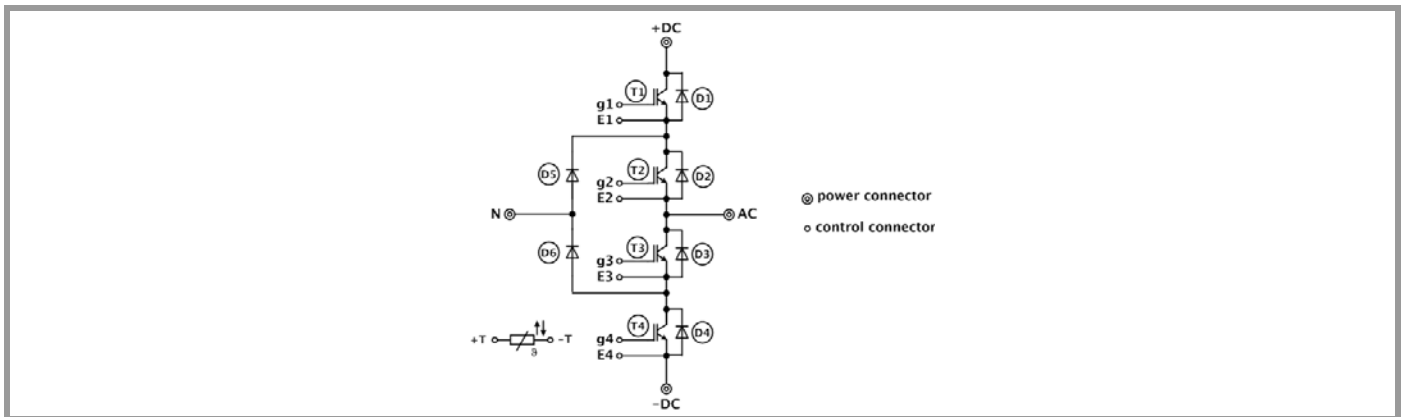 +DC
T1
D1
g1
E1
D5
T2
D2
g2
E2
power connector
N
AC
control connector
D6
T3
D3
g3
E3
T4
D4
+T
-T
g4
ϑ
E4
-DC